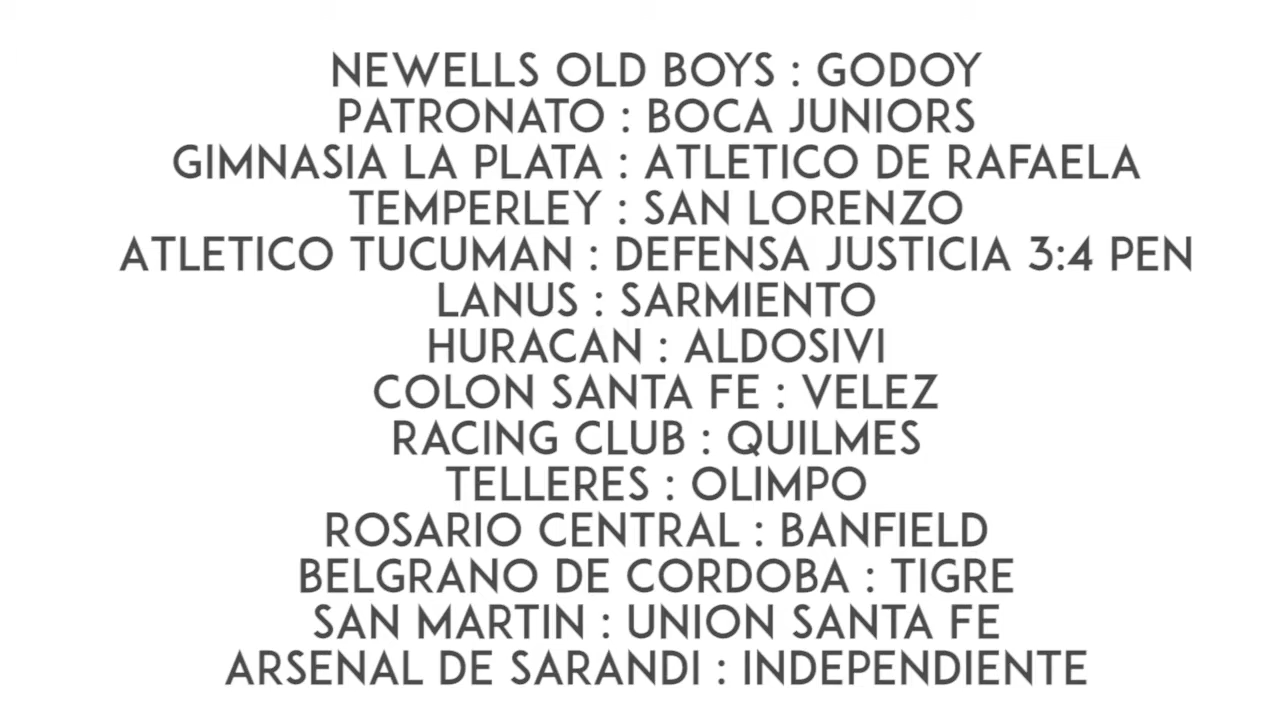 NEWELLS OLD BOYS : GODOY
PATRONATO : BOCA JUNIORS
GIMNASIA LA PLATA : ATLETICO DE RAFAELA
TEMPERLEY : SAN LORENZO
ATLETICO TUCUMAN : DEFENSA JUSTICIA 3:4 PEN
LANUS : SARMIENTO
HURACAN : ALDOSIVI
COLON SANTA FE : VELEZ
RACING CLUB : QUILMES
TELLERES : OLIMPO
ROSARIO CENTRAL : BANFIELD
BELGRANO DE CORDOBA : TIGRE
SAN MARTIN : UNION SANTA FE
ARSENAL DE SARANDI : INDEPENDIENTE